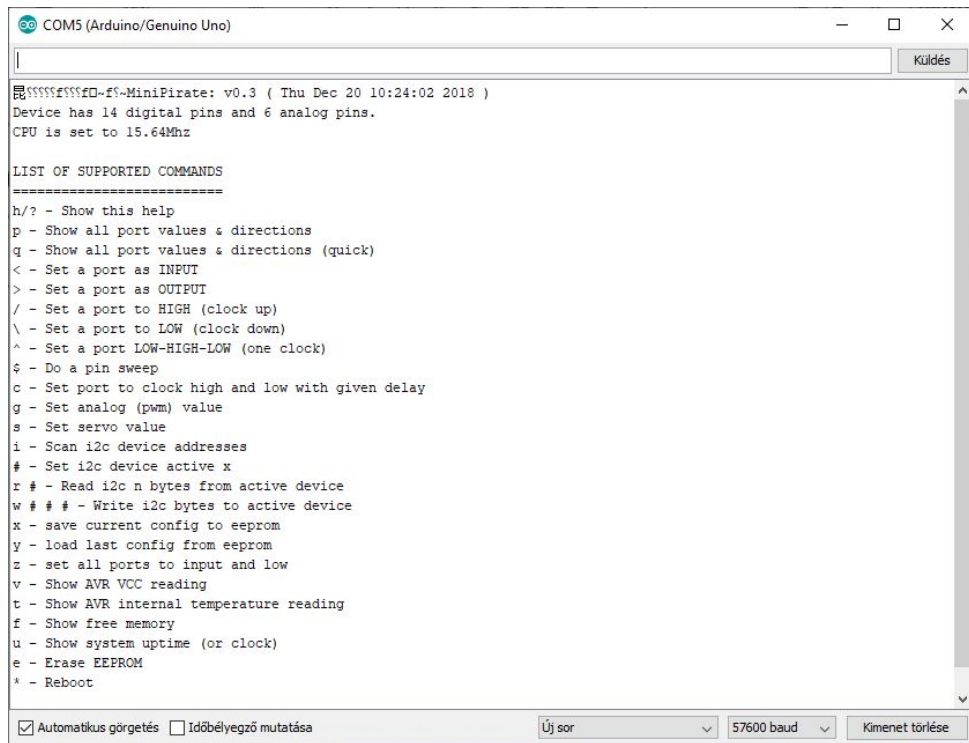 COM5 (Arduino/Genuino Uno)
Küldés
MiniPirate: v0.3 ( Thu Dec 20 10:24:02 2018 )
Device has 14 digital pins and 6 analog pins.
CPU is set to 15.64Mhz
LIST OF SUPPORTED COMMANDS
==========================
h/? - Show this help
p - Show all port values & directions
q - Show all port values & directions (quick)
< - Set a port as INPUT
> - Set a port as OUTPUT
/ - Set a port to HIGH (clock up)
\ - Set a port to LOW (clock down)
^ - Set a port LOW-HIGH-LOW (one clock)
$ - Do a pin sweep
c - Set port to clock high and low with given delay
g - Set analog (pwm) value
s - Set servo value
i - Scan i2c device addresses
# - Set i2c device active x
r # - Read i2c n bytes from active device
w # # # - Write i2c bytes to active device
x - save current config to eeprom
y - load last config from eeprom
z - set all ports to input and low
v - Show AVR VCC reading
t - Show AVR internal temperature reading
f - Show free memory
u - Show system uptime (or clock)
e - Erase EEPROM
* - Reboot
Automatikus görgetés Időbélyegző mutatása Új sor 57600 baud Kimenet törlése